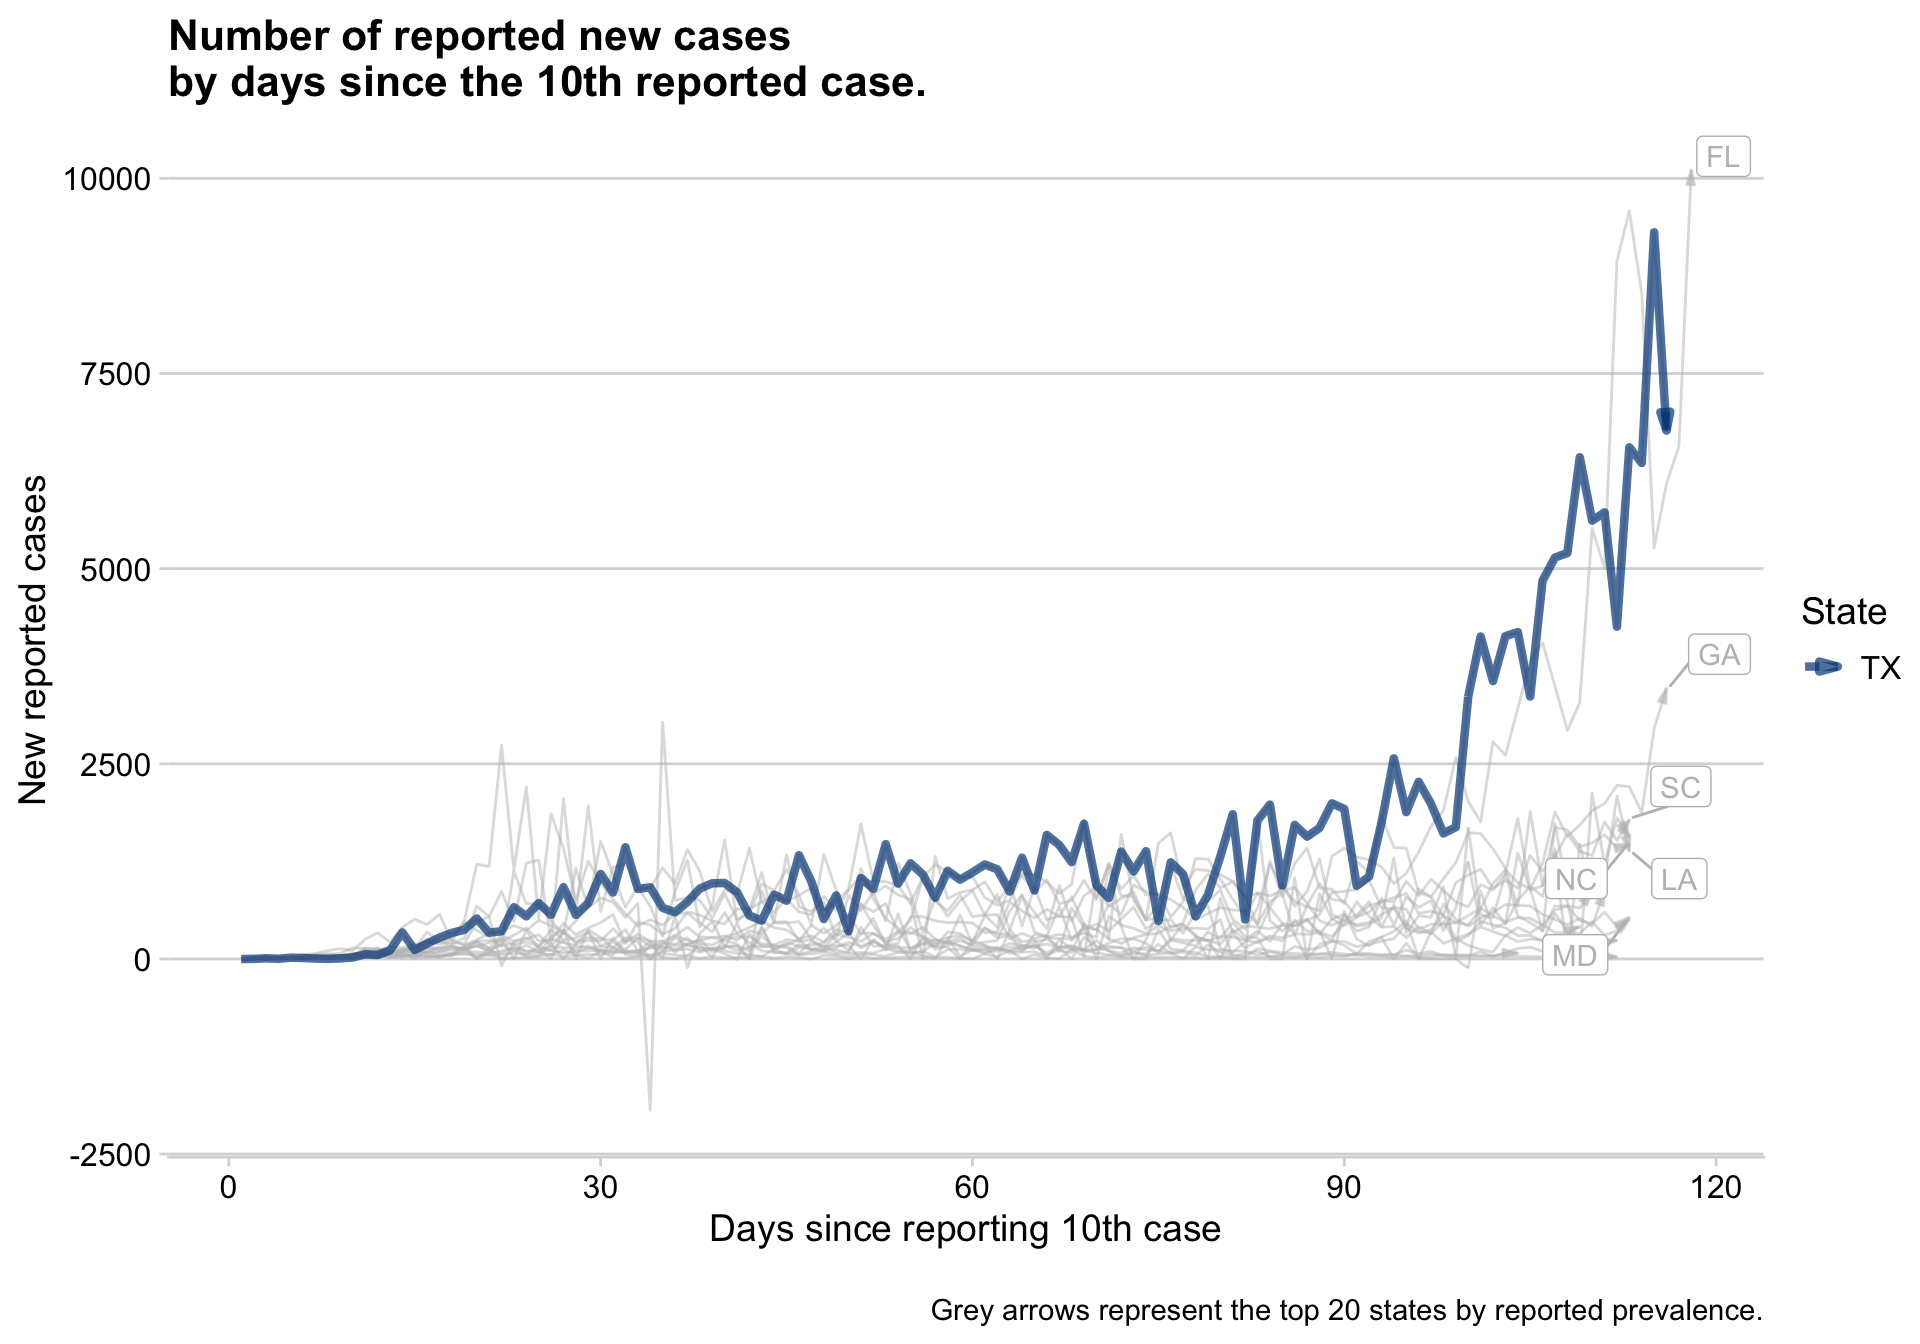 Number of reported new cases
by days since the 10th reported case.
New reported cases
10000
7500
5000
2500
0
-2500
FL
GA
SC
NC
LA
MD
State
TX
0
30
60
90
120
Days since reporting 10th case
Grey arrows represent the top 20 states by reported prevalence.